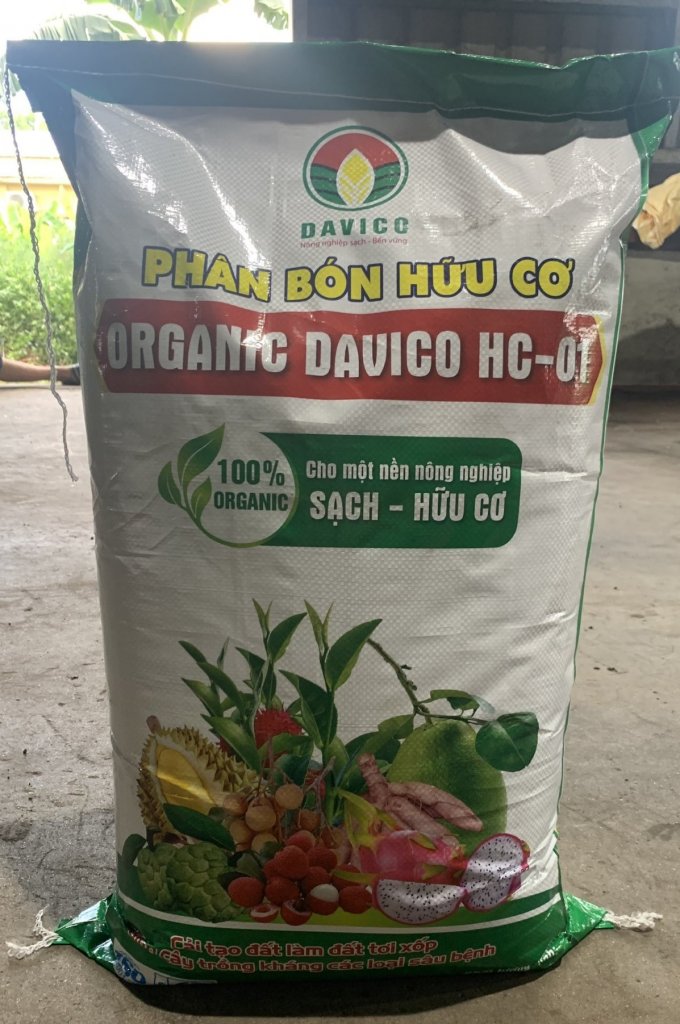 DAVICO
Nông nghiệp sạch - Bền vững
PHÂN BÓN HỮU CƠ
ORGANIC DAVICO HC-01
100%
ORGANIC
Cho một nền nông nghiệp
SẠCH - HỮU CƠ
Cải tạo đất làm đất tơi xốp
cây trồng kháng các loại sâu bệnh